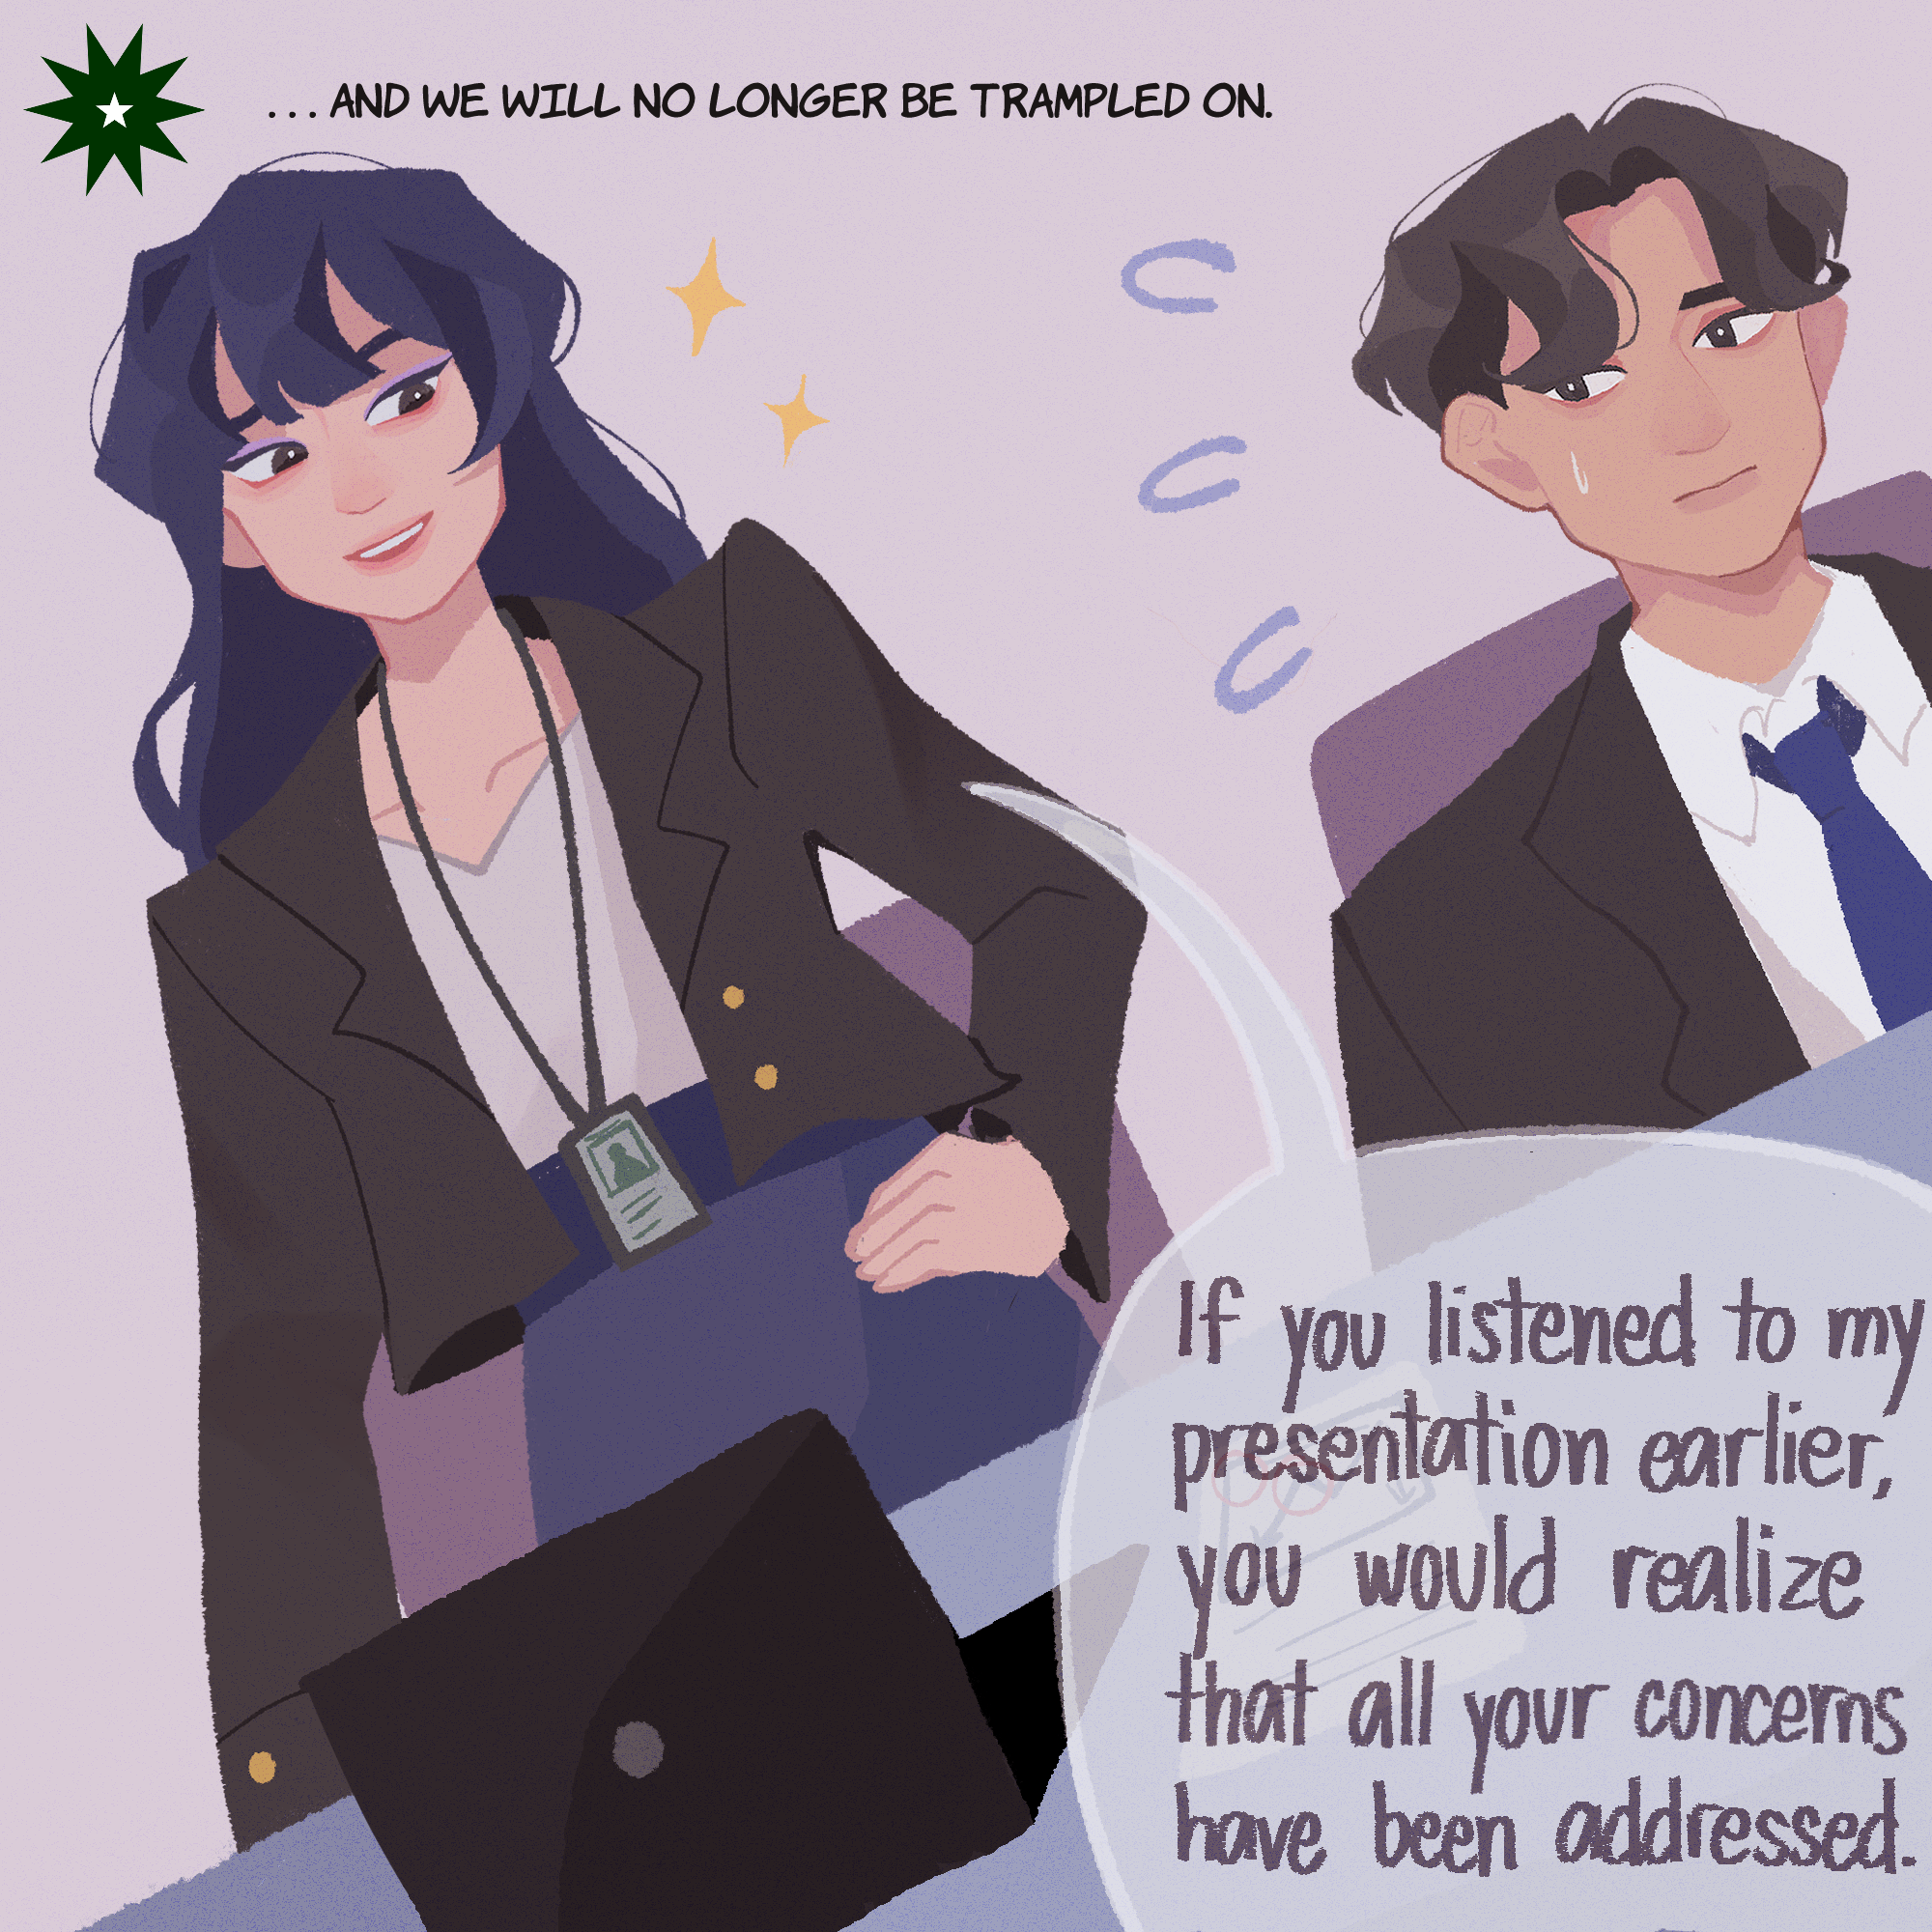 ... AND WE WILL NO LONGER BE TRAMPLED ON.
If you listened to my
presentation earlier,
you would realize
that all your concerns
have been addressed.